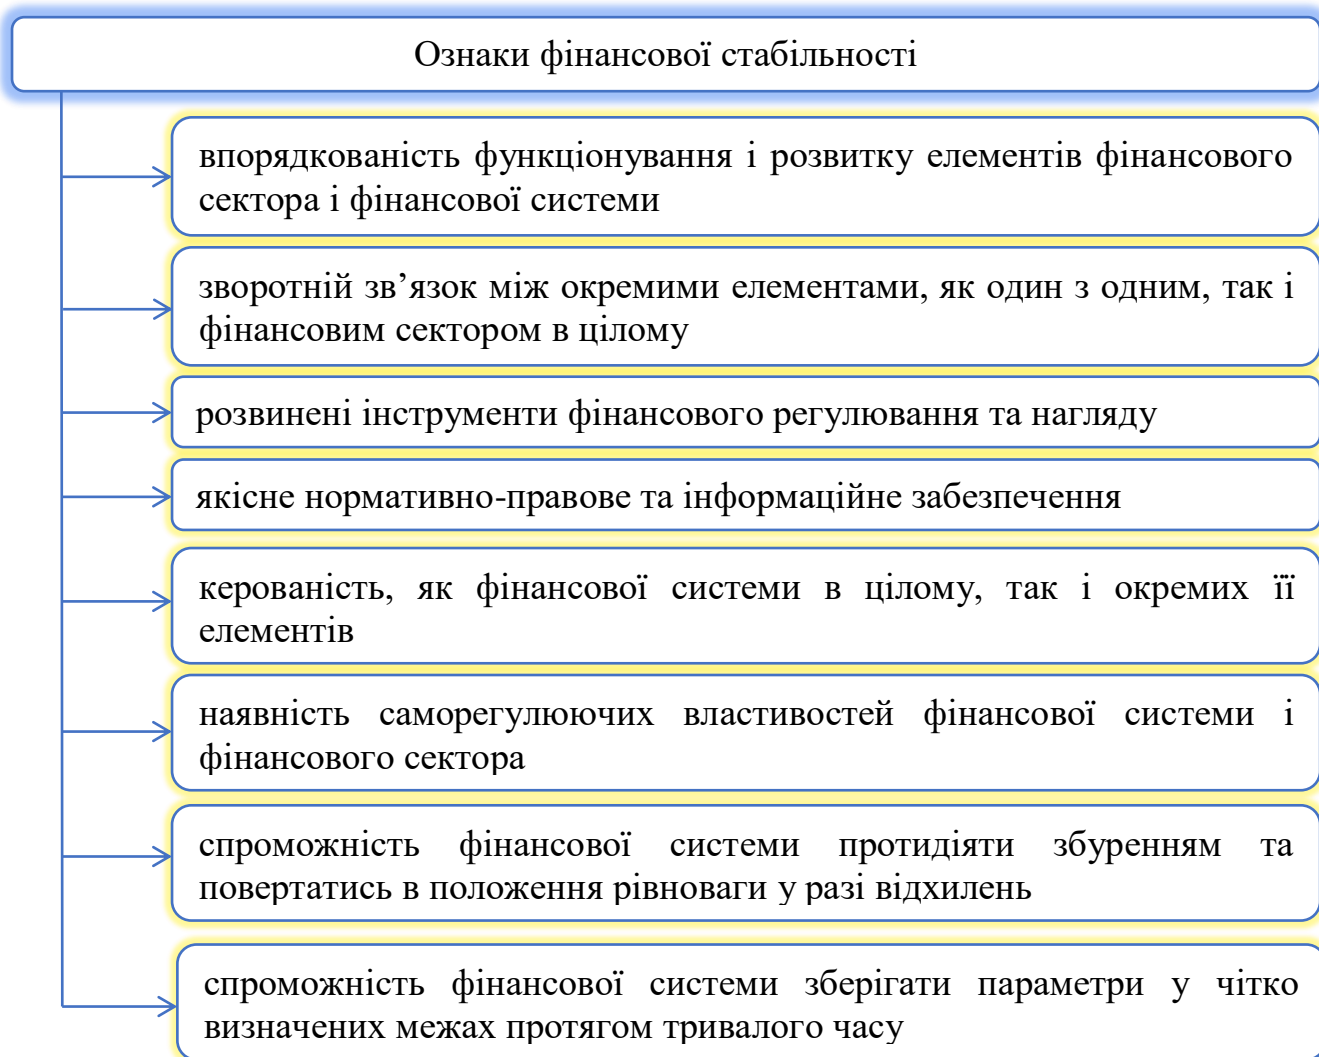 Ознаки фінансової стабільності
впорядкованість функціонування і розвитку елементів фінансового
сектора і фінансової системи
зворотній зв’язок між окремими елементами, як один з одним, так і
фінансовим сектором в цілому
розвинені інструменти фінансового регулювання та нагляду
якісне нормативно-правове та інформаційне забезпечення
керованість, як фінансової системи в цілому, так і окремих її
елементів
наявність саморегулюючих властивостей фінансової системи і
фінансового сектора
спроможність фінансової системи протидіяти збуренням та
повертатись в положення рівноваги у разі відхилень
спроможність фінансової системи зберігати параметри у чітко
визначених межах протягом тривалого часу